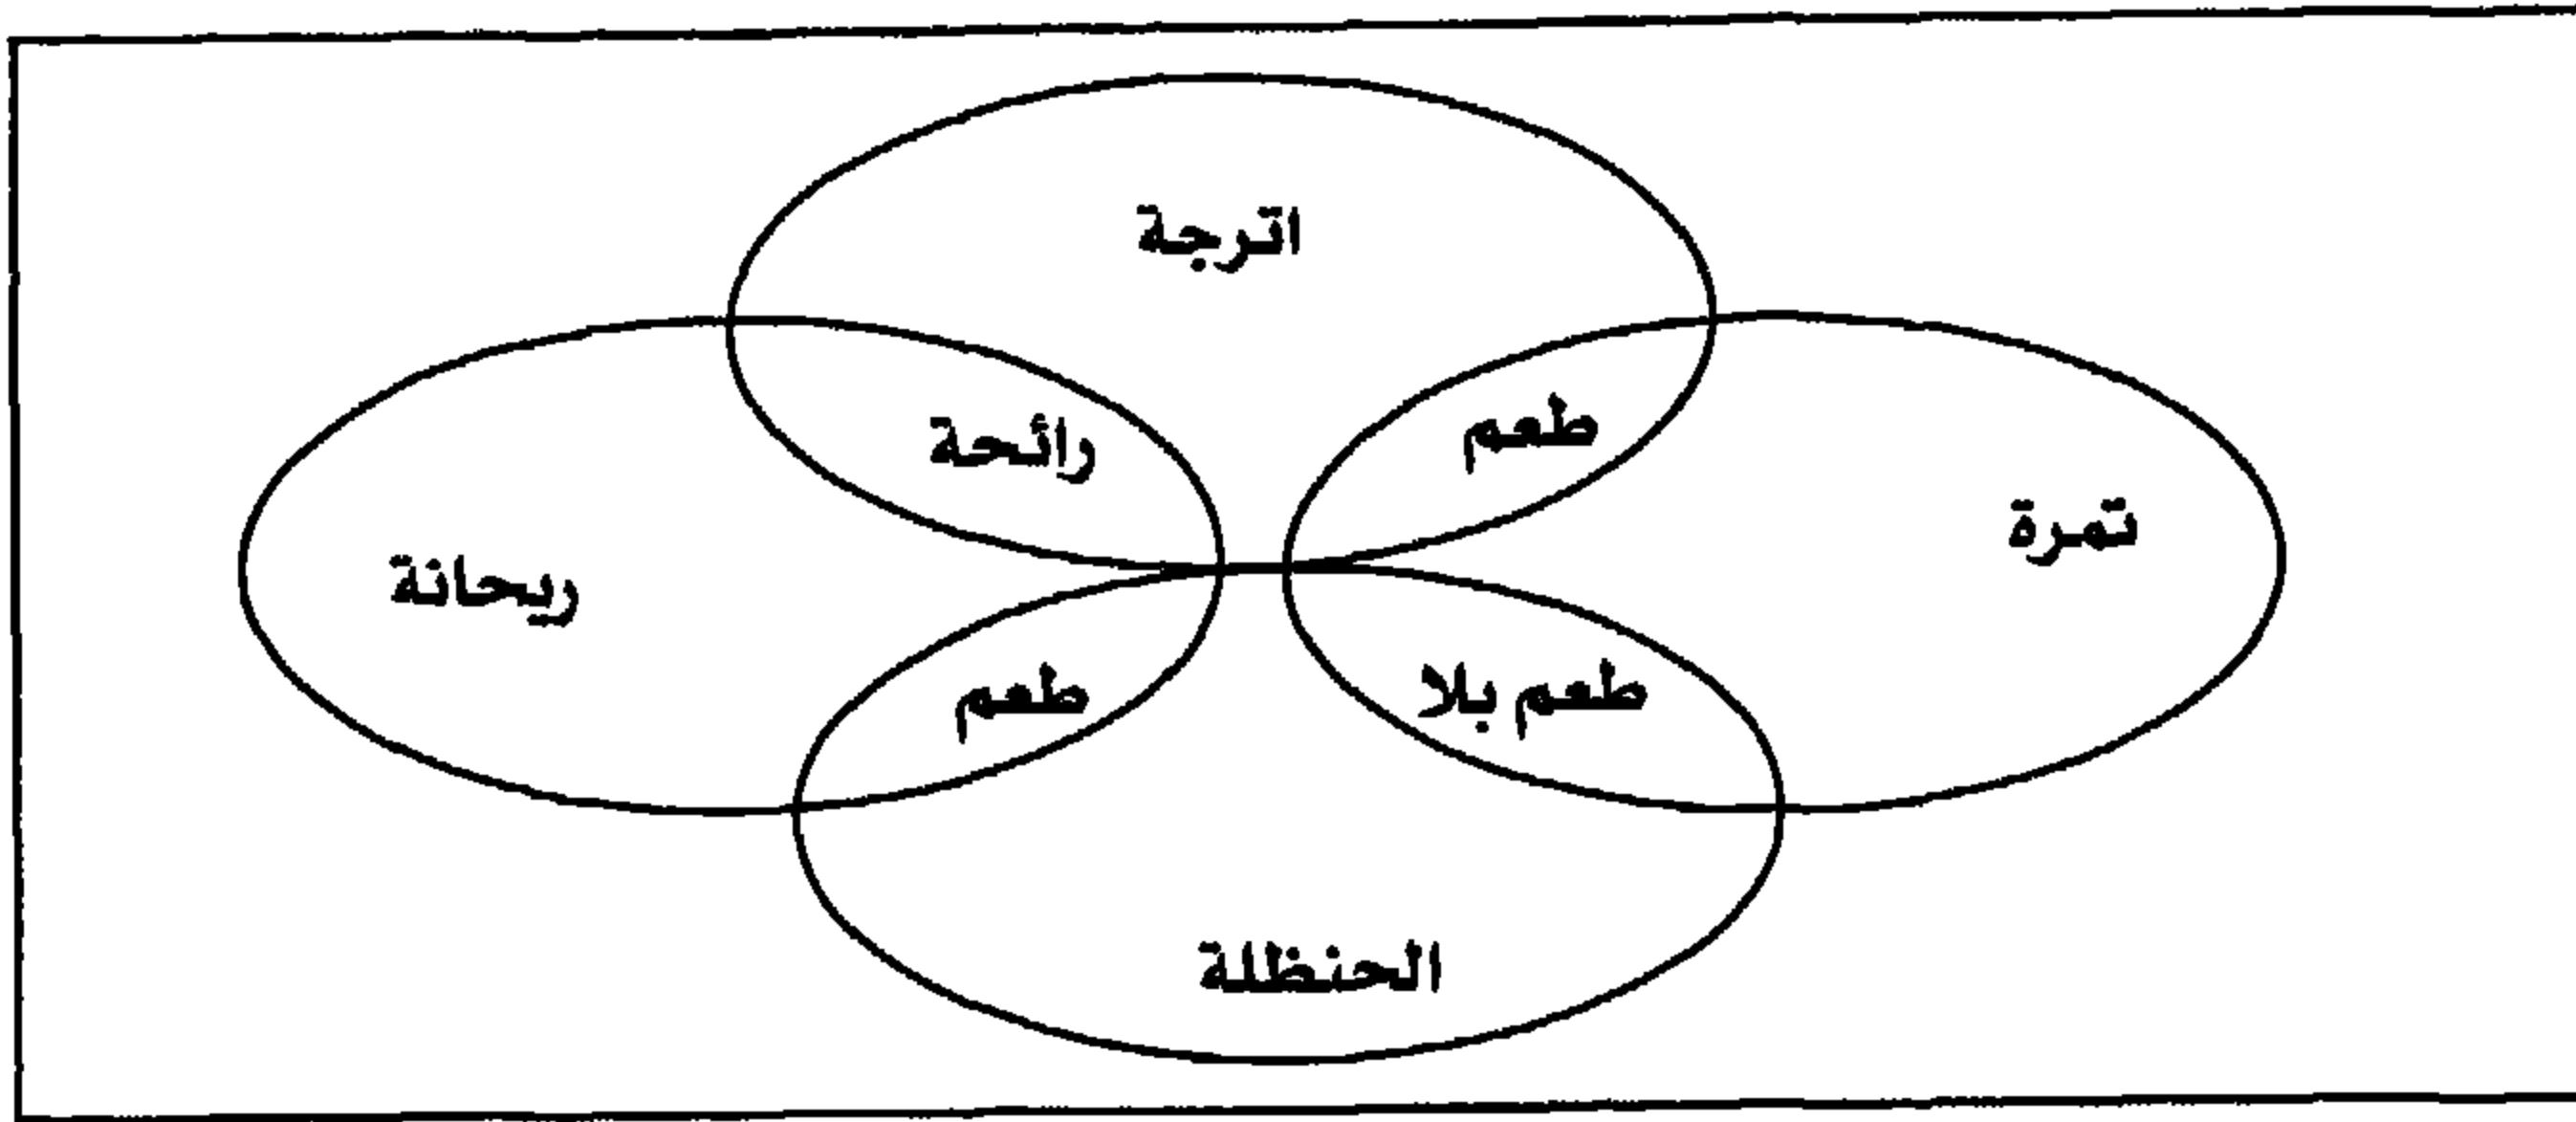 اترجة
طعم
رائحة
تمرة
ريحانة
طعم بلا
طعم
الحنظلة